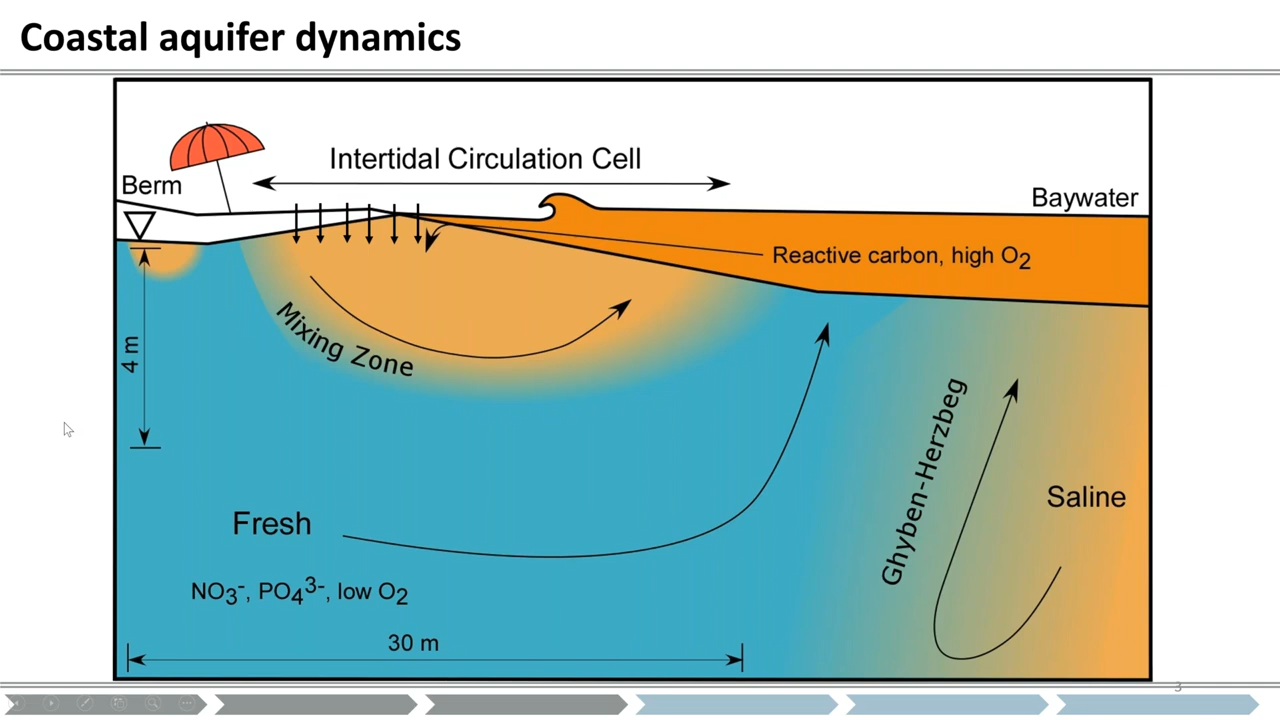 Coastal aquifer dynamics
Intertidal Circulation Cell
Berm
Baywater
Reactive carbon, high O2
Mixing Zone
4 m
Ghyben-Herzbeg
Saline
Fresh
NO3-, PO43-, low O2
30 m
3